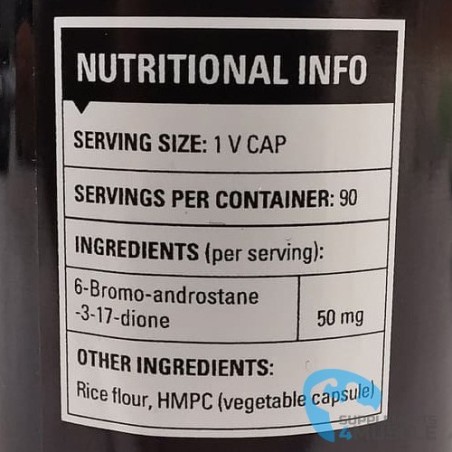 NUTRITIONAL INFO
SERVING SIZE: 1 V CAP
SERVINGS PER CONTAINER: 90
INGREDIENTS (per serving):
6-Bromo-androstane
-3-17-dione
50 mg
OTHER INGREDIENTS:
Rice flour, HMPC (vegetable capsule)